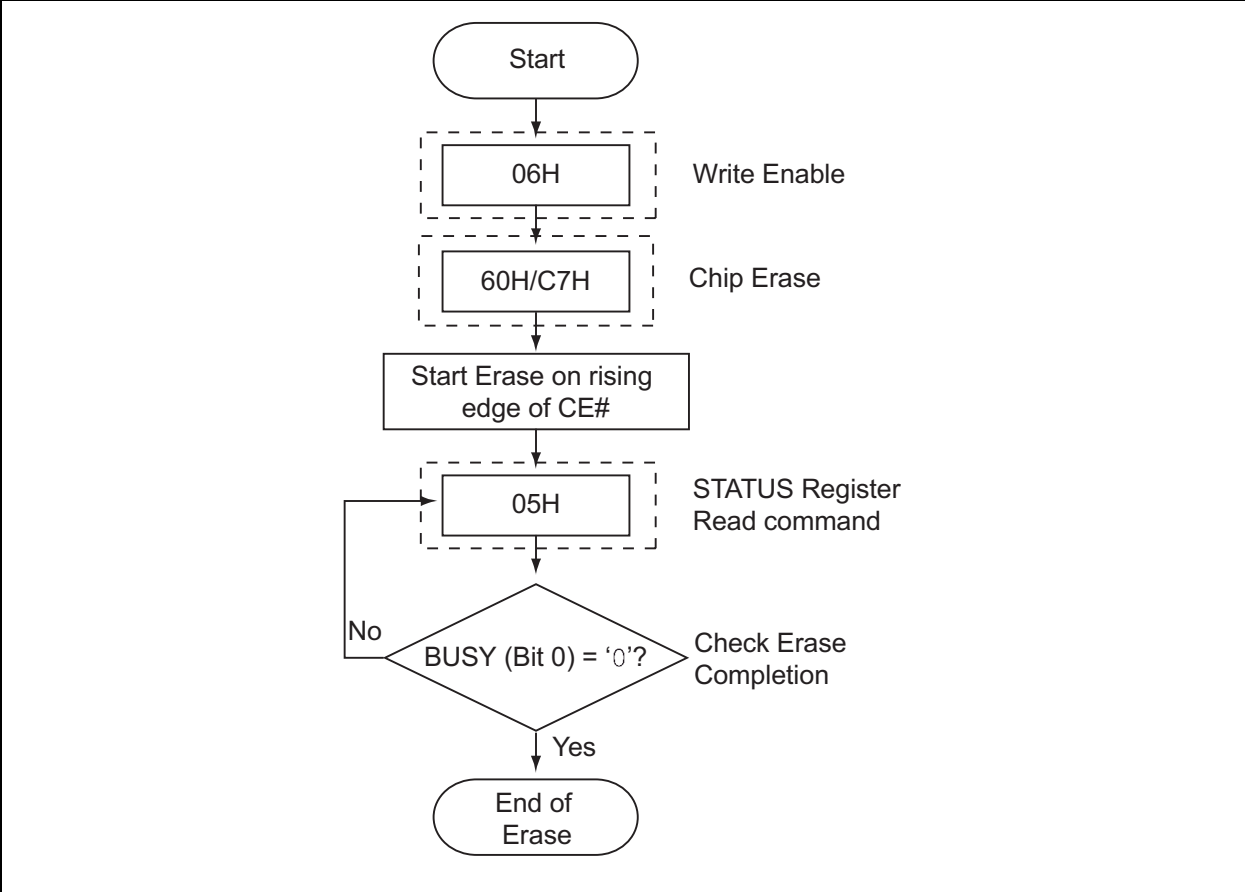 Start
06H
Write Enable
60H/C7H
Chip Erase
Start Erase on rising
edge of CE#
05H
STATUS Register
Read command
No
BUSY (Bit 0) = ‘0’?
Check Erase
Completion
Yes
End of
Erase